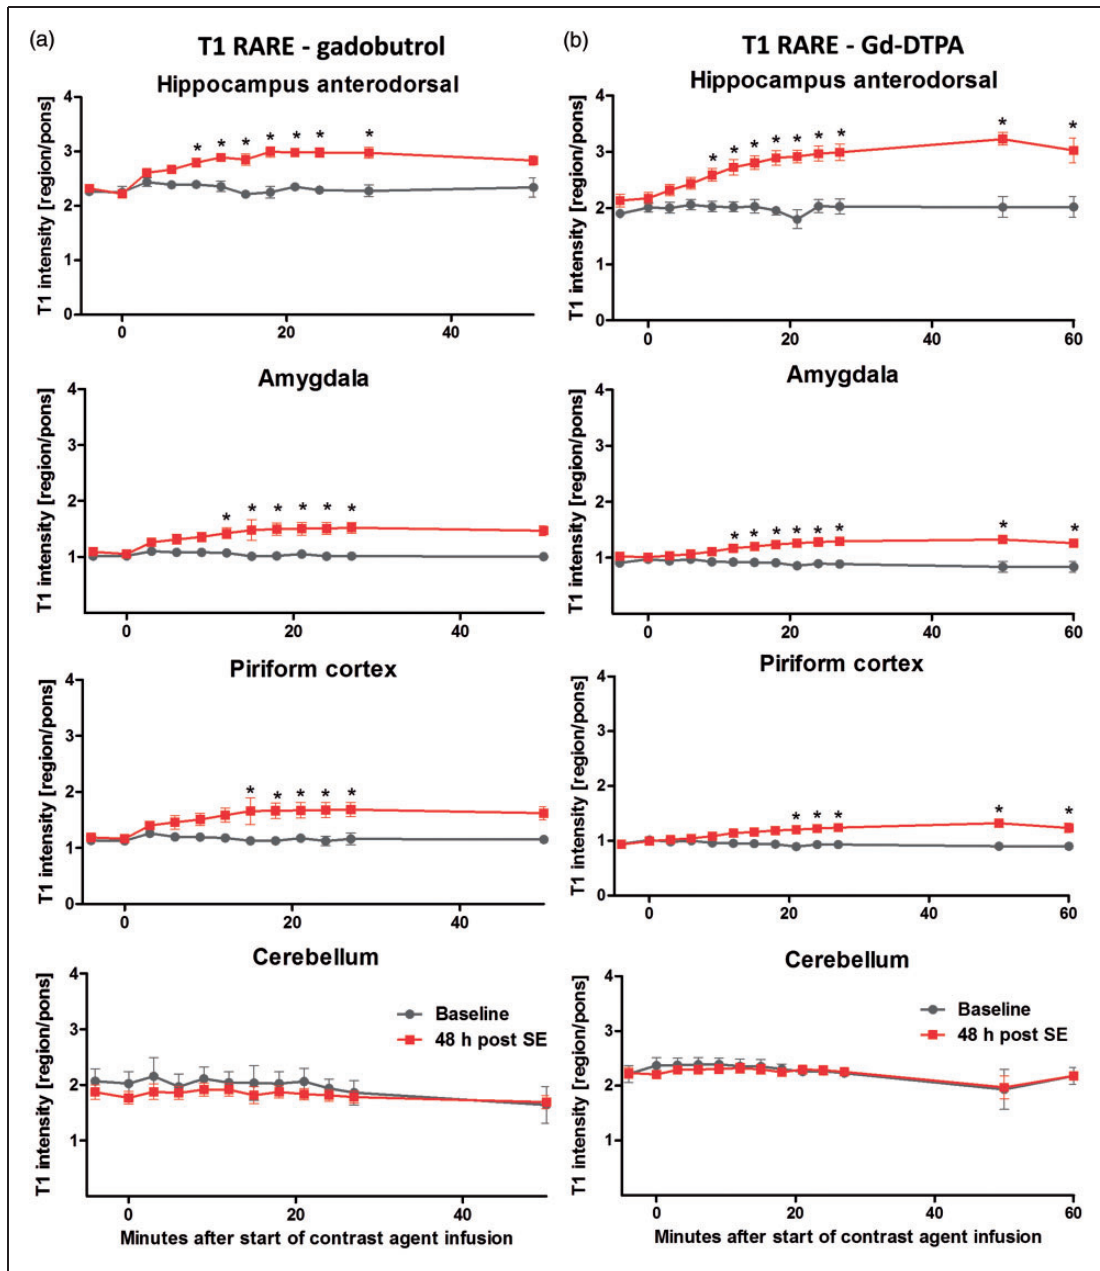 (a)
T1 RARE - gadobutrol
Hippocampus anterodorsal
T1 intensity [region/pons]
4
3
2
1
0
* * * * * * *
0 20 40
Amygdala
T1 intensity [region/pons]
4
3
2
1
* * * * * *
0 20 40
Piriform cortex
T1 intensity [region/pons]
4
3
2
1
0
* * * * *
0 20 40
Cerebellum
T1 intensity [region/pons]
4
3
2
1
Baseline
48 h post SE
0 20 40
Minutes after start of contrast agent infusion
(b)
T1 RARE - Gd-DTPA
Hippocampus anterodorsal
T1 intensity [region/pons]
4
3
2
1
0
* * * * * * * * *
0 20 40 60
Amygdala
T1 intensity [region/pons]
4
3
2
1
* * * * * * * *
0 20 40 60
Piriform cortex
T1 intensity [region/pons]
4
3
2
1
0
* * * * *
0 20 40 60
Cerebellum
T1 intensity [region/pons]
4
3
2
1
Baseline
48 h post SE
0 20 40 60
Minutes after start of contrast agent infusion